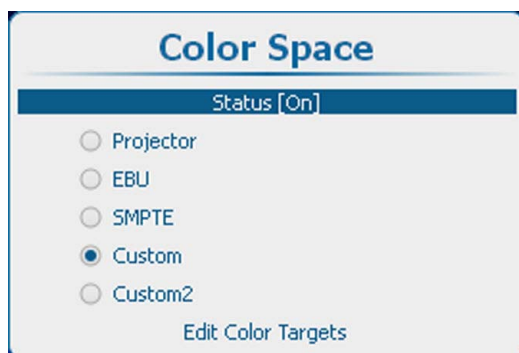 Color Space
Status [On]
Projector
EBU
SMPTE
Custom
Custom2
Edit Color Targets